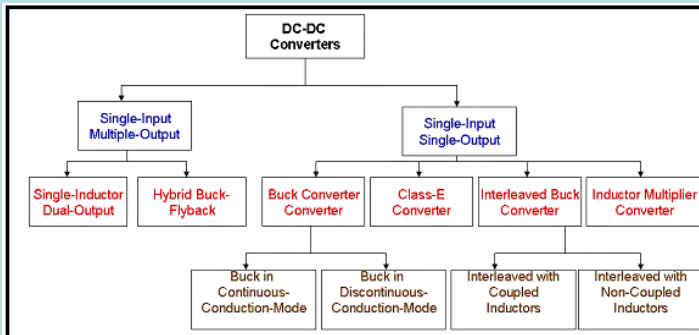 DC-DC
Converters
Single-Input
Multiple-Output
Single-Input
Single-Output
Single-Inductor
Dual-Output
Hybrid Buck-
Flyback
Buck Converter
Converter
Class-E
Converter
Interleaved Buck
Converter
Inductor Multiplier
Converter
Buck in
Continuous-
Conduction-Mode
Buck in
Discontinuous-
Conduction-Mode
Interleaved with
Coupled
Inductors
Interleaved with
Non-Coupled
Inductors